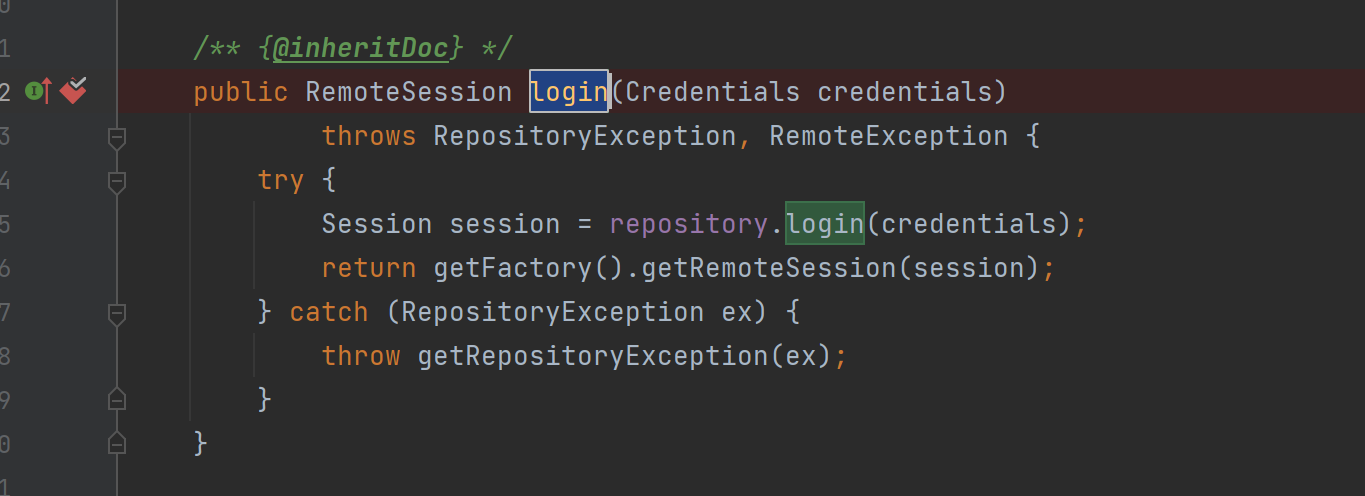 0
1 /** {@inheritDoc} */
2 I public RemoteSession login(Credentials credentials)
3 throws RepositoryException, RemoteException {
4 try {
5 Session session = repository.login(credentials);
6 return getFactory().getRemoteSession(session);
7 } catch (RepositoryException ex) {
8 throw getRepositoryException(ex);
9 }
0 }
1